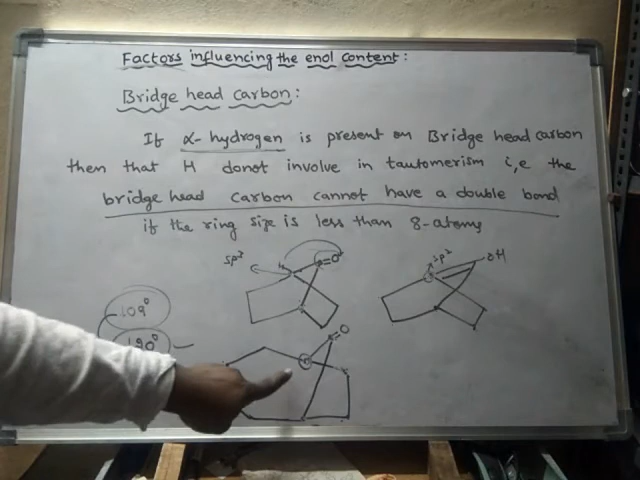 Factors influencing the enol content:
Bridge head carbon:
If α-hydrogen is present on Bridge head carbon
then that H donot involve in tautomerism i,e the
bridge head carbon cannot have a double bond
if the ring size is less than 8-atoms
sp³
H
=O
sp²
OH
109°
O
H